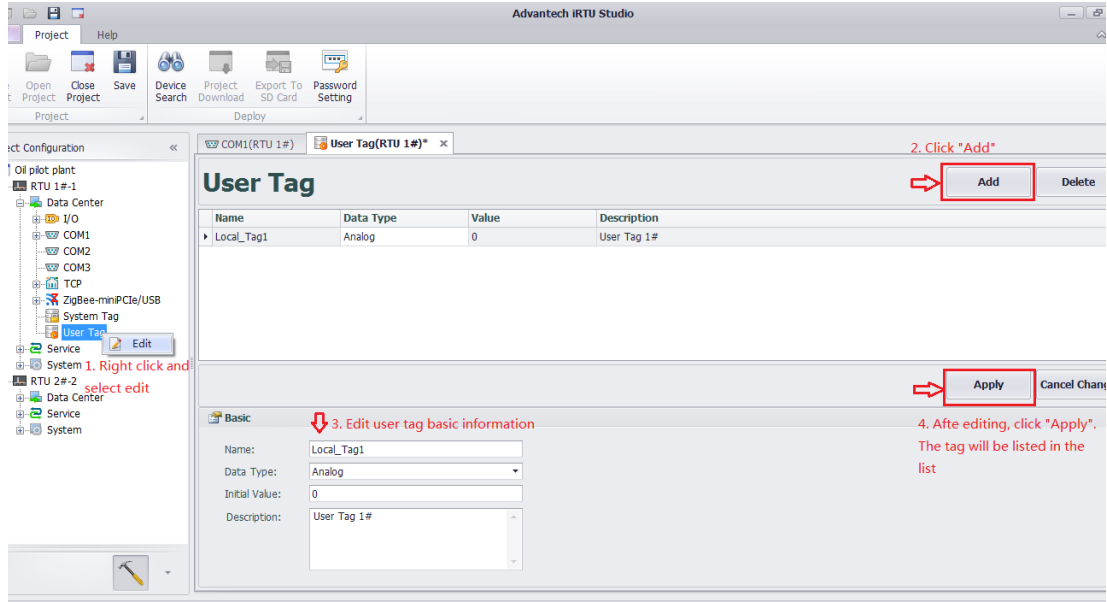 Advantech iRTU Studio
Project Help
Open Project
Close Project
Save
Device Search
Project Download
Export To SD Card
Password Setting
Project
Deploy
ect Configuration «
COM1(RTU 1#)
User Tag(RTU 1#)* ×
2. Click "Add"
Oil pilot plant
RTU 1#-1
Data Center
I/O
COM1
COM2
COM3
TCP
ZigBee-miniPCIe/USB
System Tag
User Tag
Edit
Service
System
1. Right click and
select edit
RTU 2#-2
Data Center
Service
System
User Tag
Add
Delete
Name Data Type Value Description
Local_Tag1 Analog 0 User Tag 1#
Apply
Cancel Chang
Basic
3. Edit user tag basic information
4. Afte editing, click "Apply".
The tag will be listed in the
list
Name: Local_Tag1
Data Type: Analog
Initial Value: 0
Description: User Tag 1#